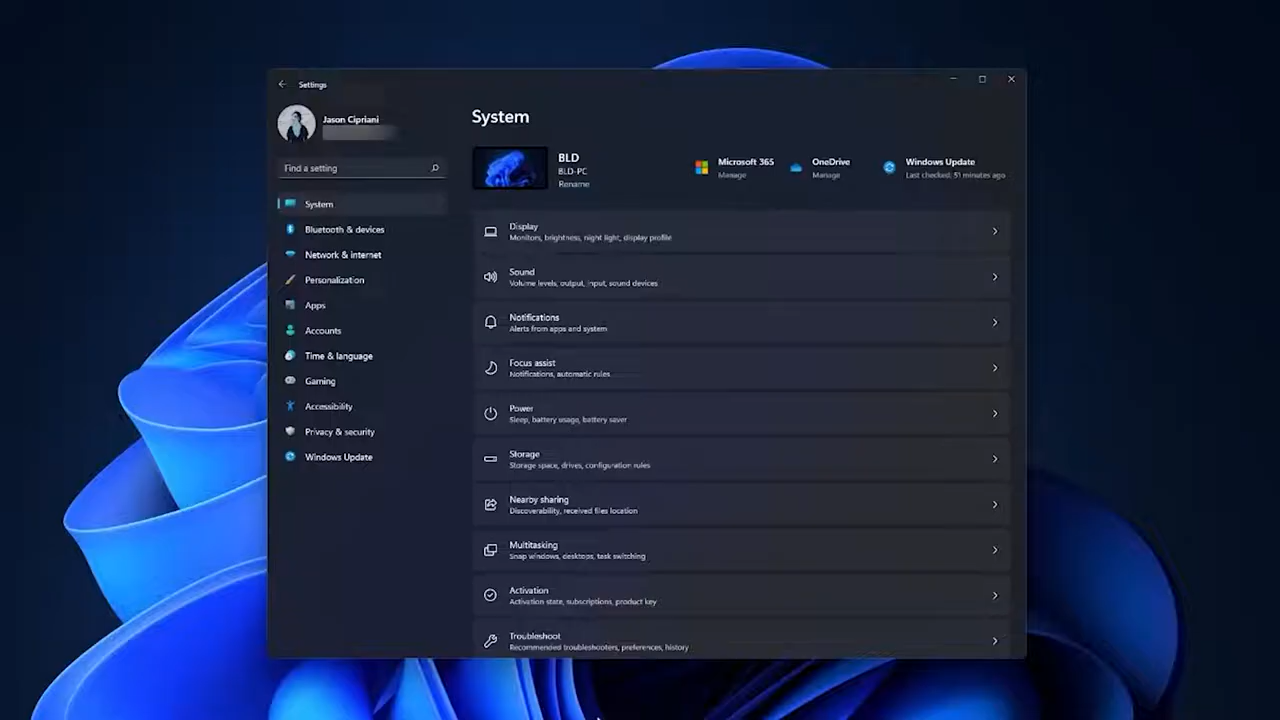 Settings
Jason Cipriani
Find a setting
System
Bluetooth & devices
Network & internet
Personalization
Apps
Accounts
Time & language
Gaming
Accessibility
Privacy & security
Windows Update
System
BLD
BLD-PC
Rename
Microsoft 365
Manage
OneDrive
Manage
Windows Update
Last checked: 51 minutes ago
Display
Monitors, brightness, night light, display profile
Sound
Volume levels, output, input, sound devices
Notifications
Alerts from apps and system
Focus assist
Notifications, automatic rules
Power
Sleep, battery usage, battery saver
Storage
Storage space, drives, configuration rules
Nearby sharing
Discoverability, received files location
Multitasking
Snap windows, desktops, task switching
Activation
Activation state, subscriptions, product key
Troubleshoot
Recommended troubleshooters, preferences, history